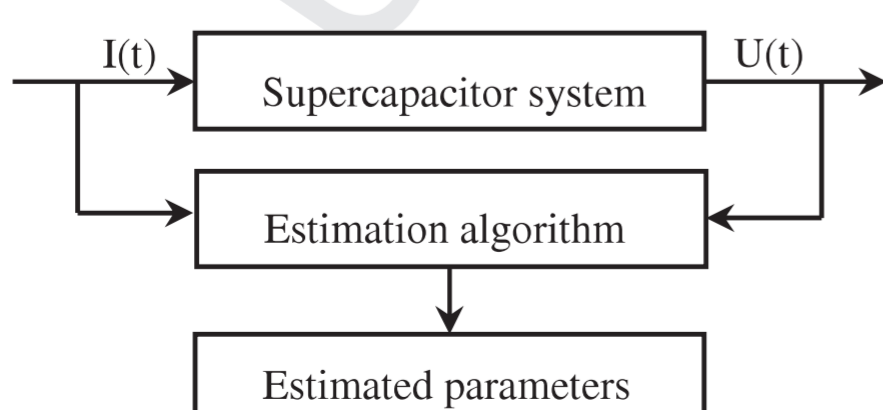 I(t)
U(t)
Supercapacitor system
Estimation algorithm
Estimated parameters